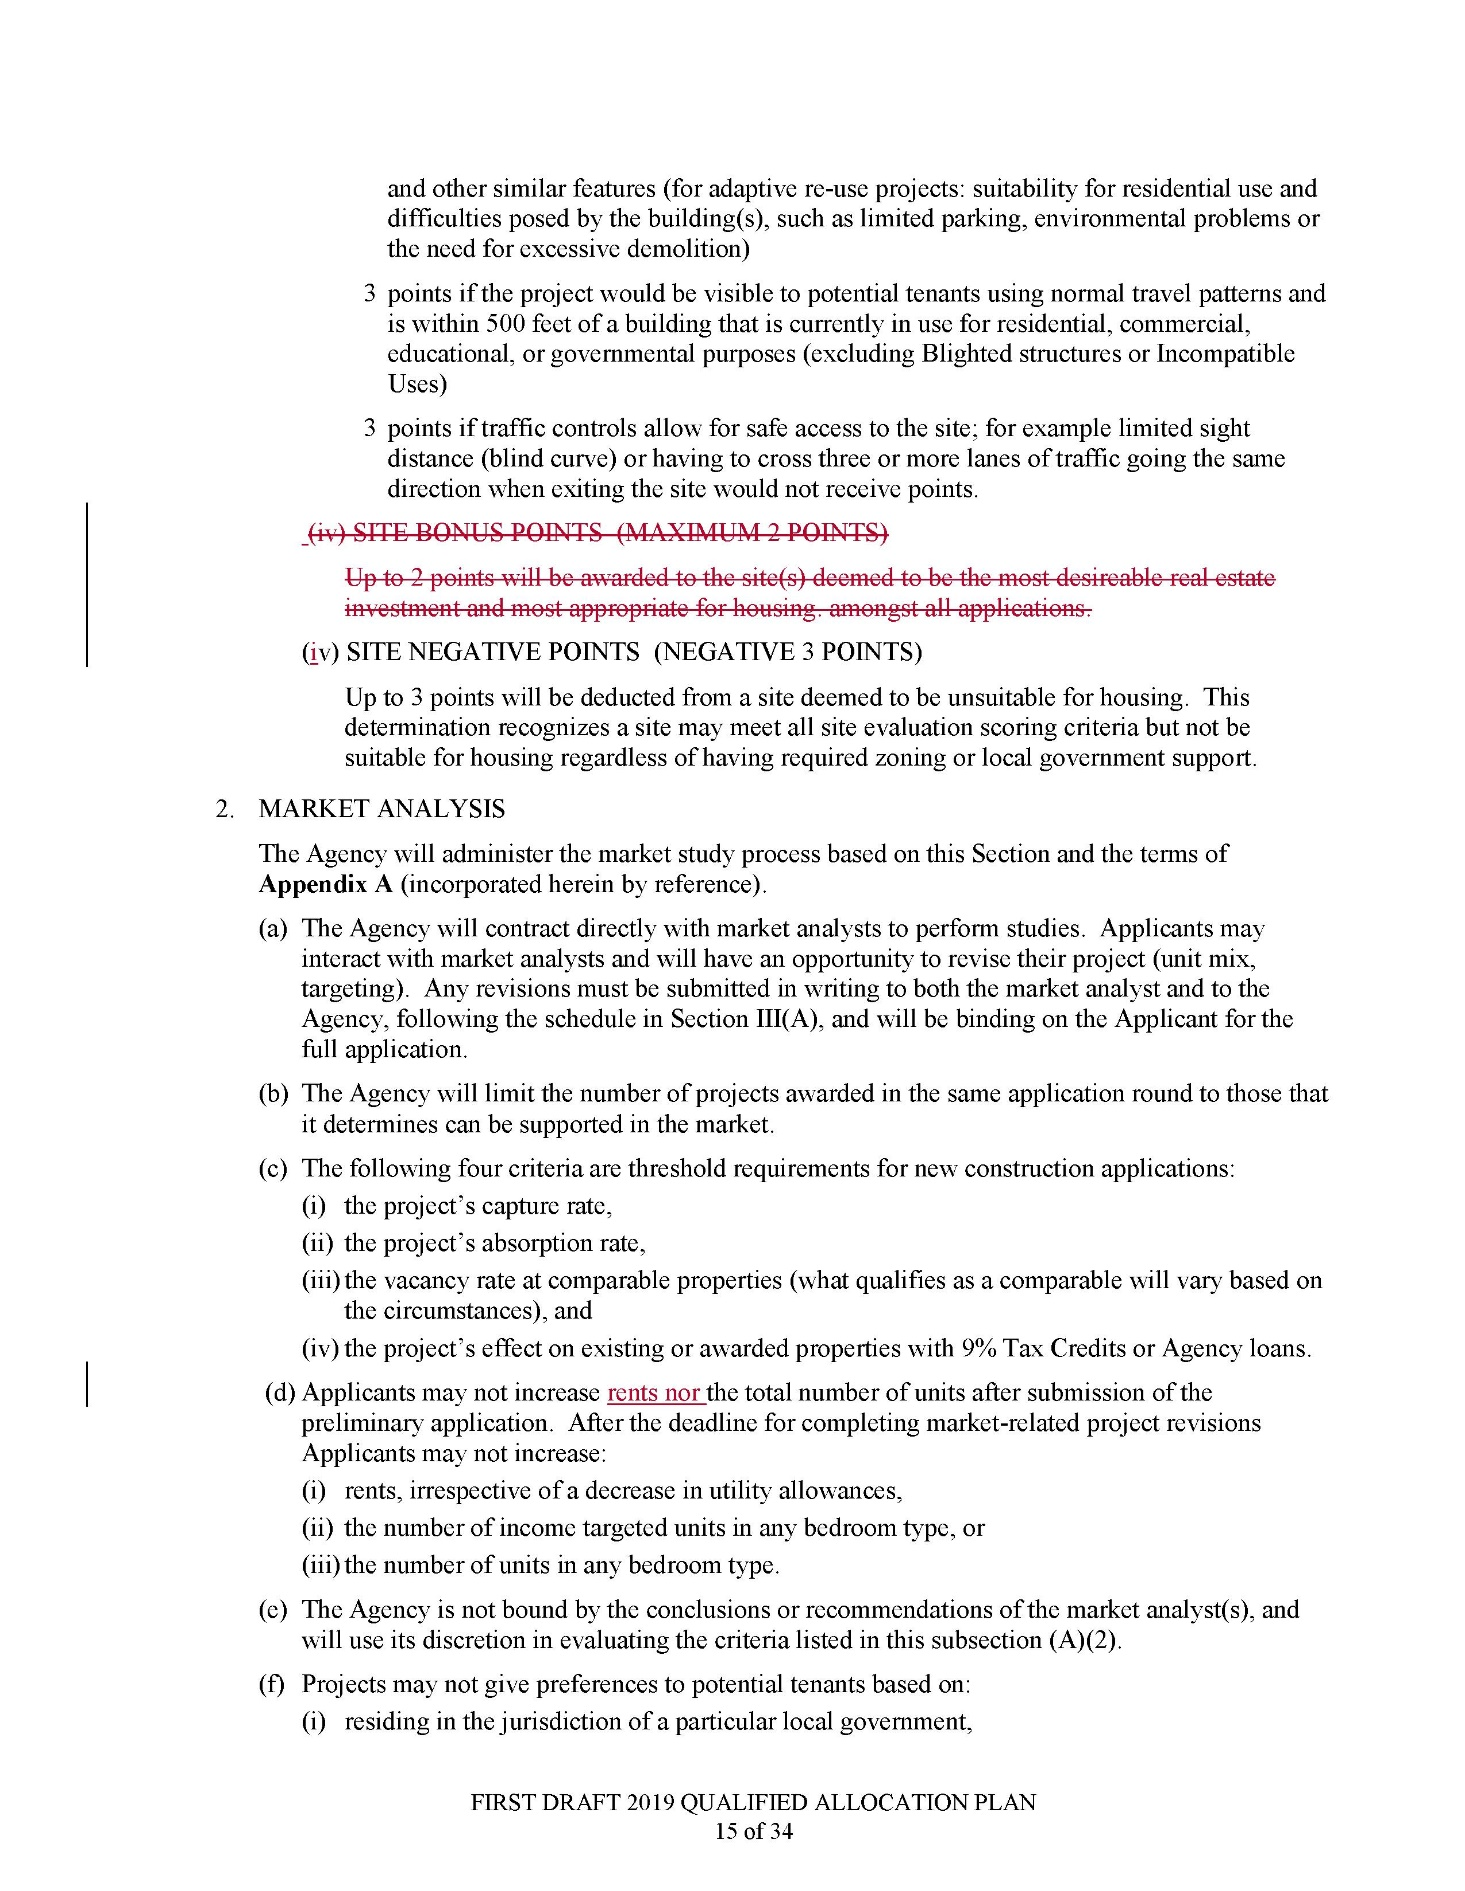 and other similar features (for adaptive re-use projects: suitability for residential use and
difficulties posed by the building(s), such as limited parking, environmental problems or
the need for excessive demolition)
3 points if the project would be visible to potential tenants using normal travel patterns and
is within 500 feet of a building that is currently in use for residential, commercial,
educational, or governmental purposes (excluding Blighted structures or Incompatible
Uses)
3 points if traffic controls allow for safe access to the site; for example limited sight
distance (blind curve) or having to cross three or more lanes of traffic going the same
direction when exiting the site would not receive points.
(iv) SITE BONUS POINTS (MAXIMUM 2 POINTS)
Up to 2 points will be awarded to the site(s) deemed to be the most desireable real estate
investment and most appropriate for housing. amongst all applications.
(iv) SITE NEGATIVE POINTS (NEGATIVE 3 POINTS)
Up to 3 points will be deducted from a site deemed to be unsuitable for housing. This
determination recognizes a site may meet all site evaluation scoring criteria but not be
suitable for housing regardless of having required zoning or local government support.
2. MARKET ANALYSIS
The Agency will administer the market study process based on this Section and the terms of
Appendix A (incorporated herein by reference).
(a) The Agency will contract directly with market analysts to perform studies. Applicants may
interact with market analysts and will have an opportunity to revise their project (unit mix,
targeting). Any revisions must be submitted in writing to both the market analyst and to the
Agency, following the schedule in Section III(A), and will be binding on the Applicant for the
full application.
(b) The Agency will limit the number of projects awarded in the same application round to those that
it determines can be supported in the market.
(c) The following four criteria are threshold requirements for new construction applications:
(i) the project's capture rate,
(ii) the project's absorption rate,
(iii) the vacancy rate at comparable properties (what qualifies as a comparable will vary based on
the circumstances), and
(iv) the project's effect on existing or awarded properties with 9% Tax Credits or Agency loans.
(d) Applicants may not increase rents nor the total number of units after submission of the
preliminary application. After the deadline for completing market-related project revisions
Applicants may not increase:
(i) rents, irrespective of a decrease in utility allowances,
(ii) the number of income targeted units in any bedroom type, or
(iii) the number of units in any bedroom type.
(e) The Agency is not bound by the conclusions or recommendations of the market analyst(s), and
will use its discretion in evaluating the criteria listed in this subsection (A)(2).
(f) Projects may not give preferences to potential tenants based on:
(i) residing in the jurisdiction of a particular local government,
FIRST DRAFT 2019 QUALIFIED ALLOCATION PLAN
15 of 34